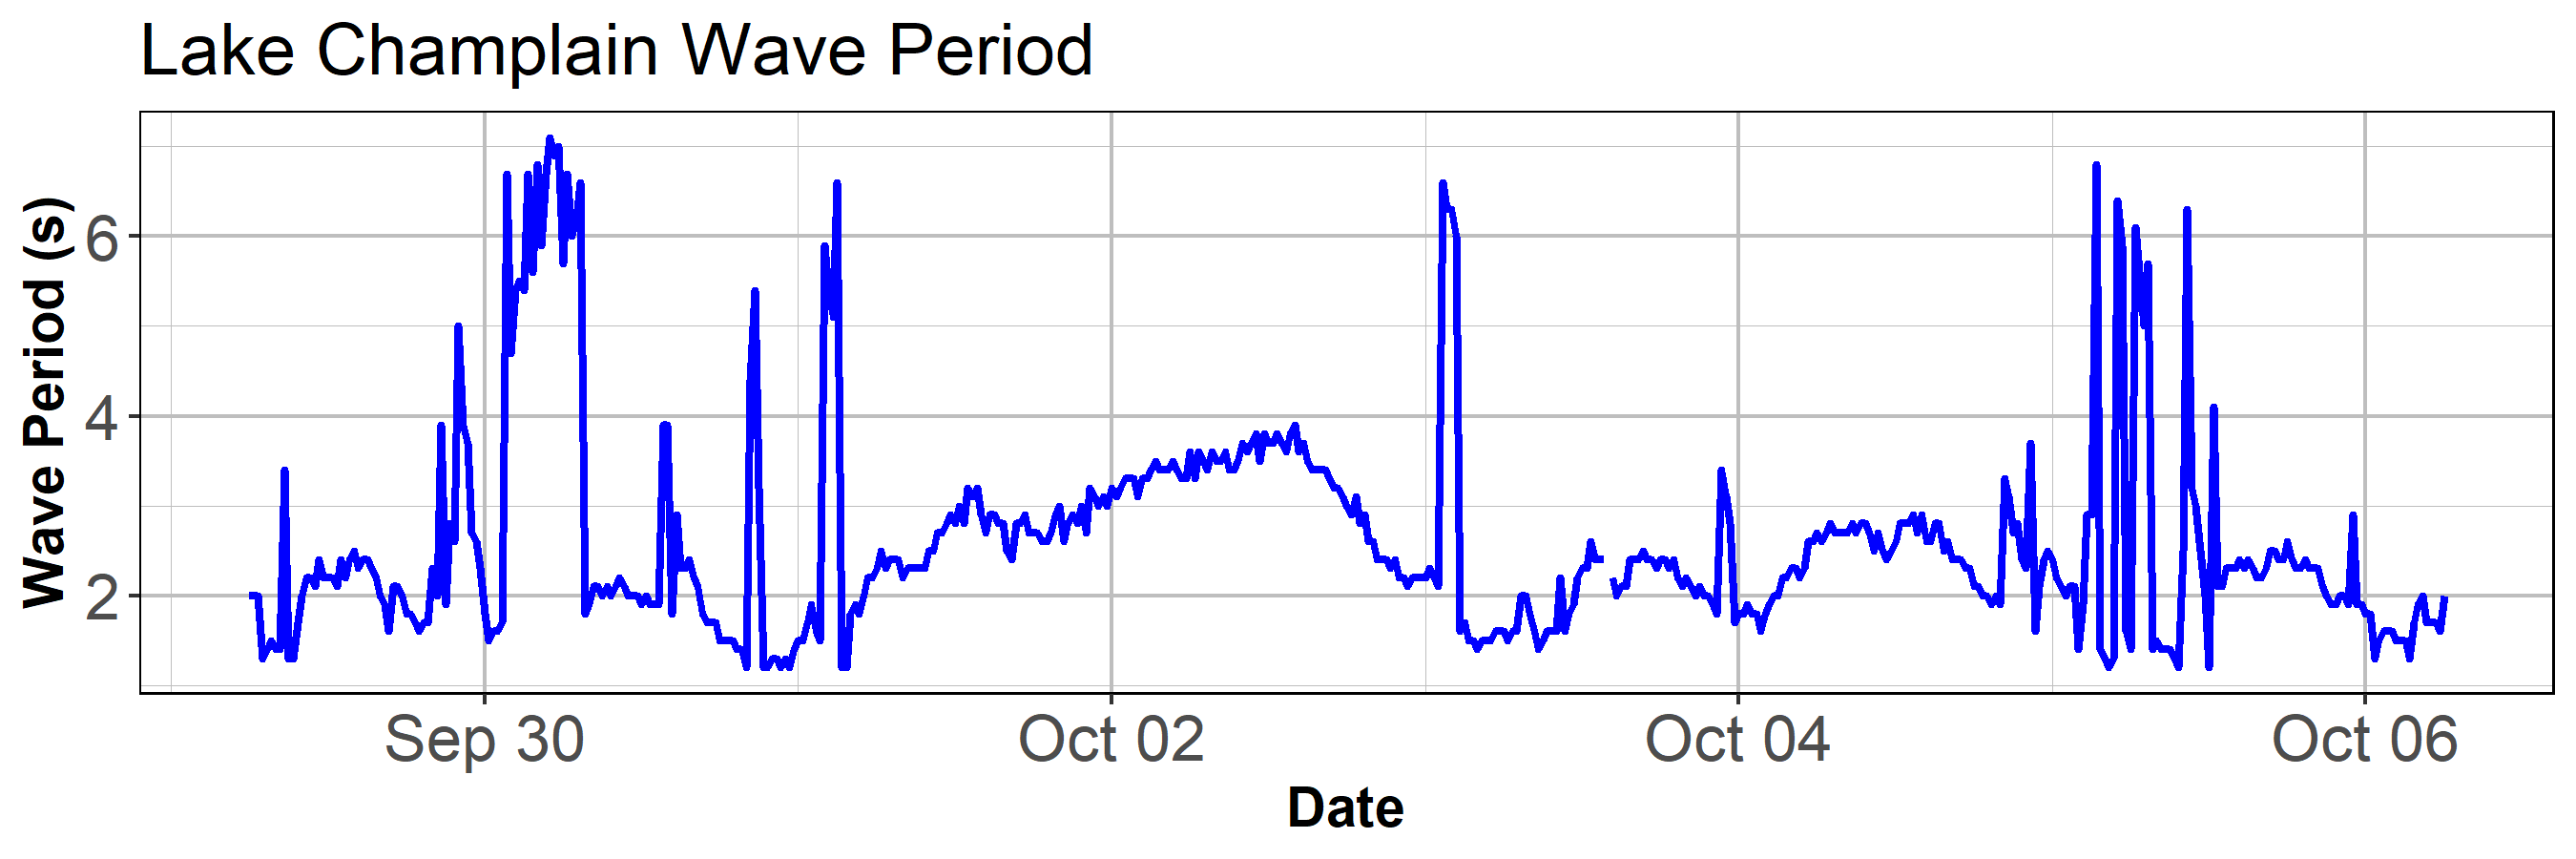 Lake Champlain Wave Period
Wave Period (s)
6
4
2
Sep 30 Oct 02 Oct 04 Oct 06
Date